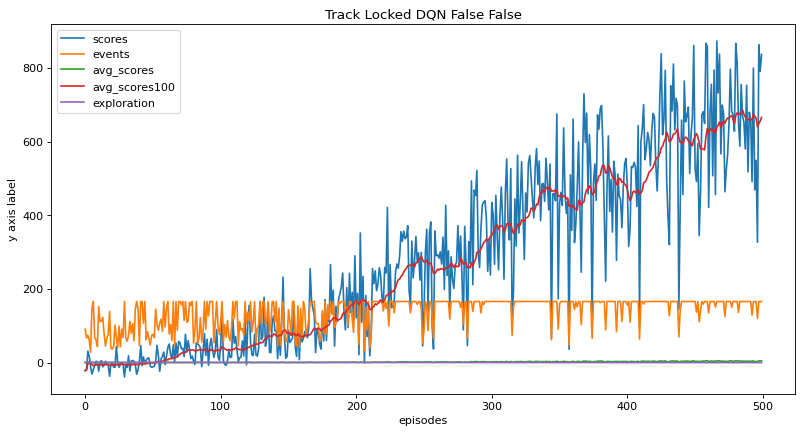 Track Locked DQN False False
scores
events
avg_scores
avg_scores100
exploration
y axis label
800
600
400
200
0
0
100
200
300
400
500
episodes